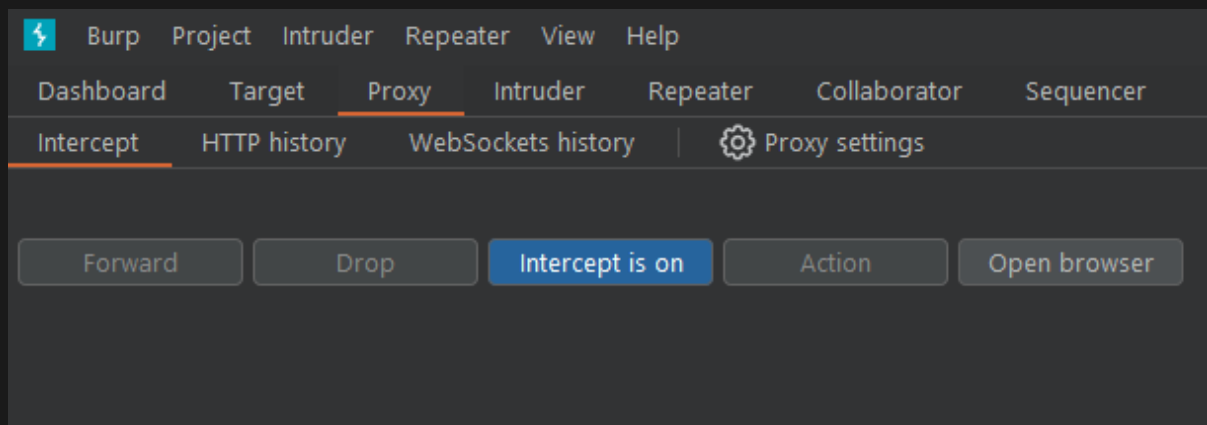 Burp Project Intruder Repeater View Help
Dashboard Target Proxy Intruder Repeater Collaborator Sequencer
Intercept HTTP history WebSockets history Proxy settings
Forward Drop Intercept is on Action Open browser